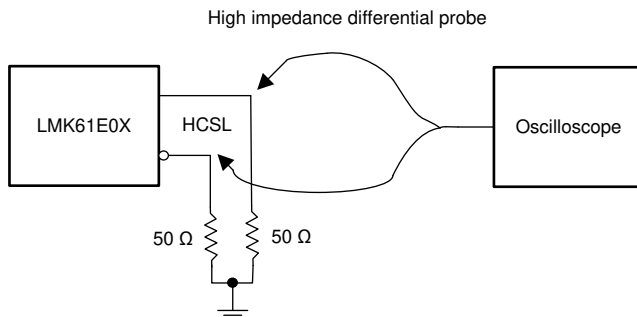 High impedance differential probe
LMK61E0X
HCSL
Oscilloscope
50 Ω
50 Ω